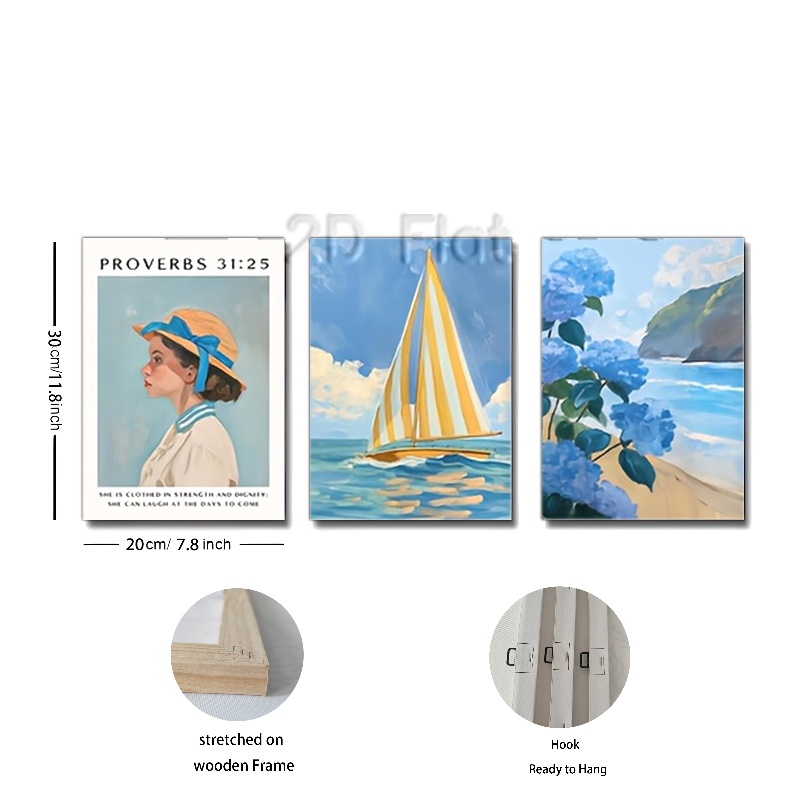 2D Flat
PROVERBS 31:25
SHE IS CLOTHED IN STRENGTH AND DIGNITY;
SHE CAN LAUGH AT THE DAYS TO COME
30cm/11.8inch
20cm/ 7.8 inch
stretched on
wooden Frame
Hook
Ready to Hang